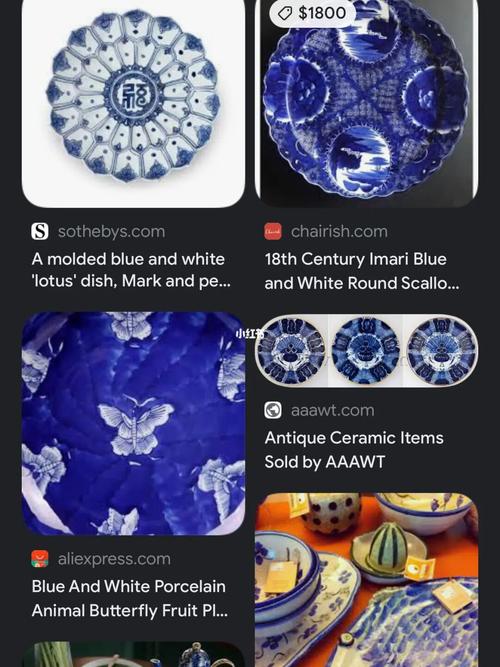 $1800
S sothebys.com
A molded blue and white
'lotus' dish, Mark and pe...
chairish.com
18th Century Imari Blue
and White Round Scallo...
小红书
aaawt.com
Antique Ceramic Items
Sold by AAAWT
aliexpress.com
Blue And White Porcelain
Animal Butterfly Fruit Pl...